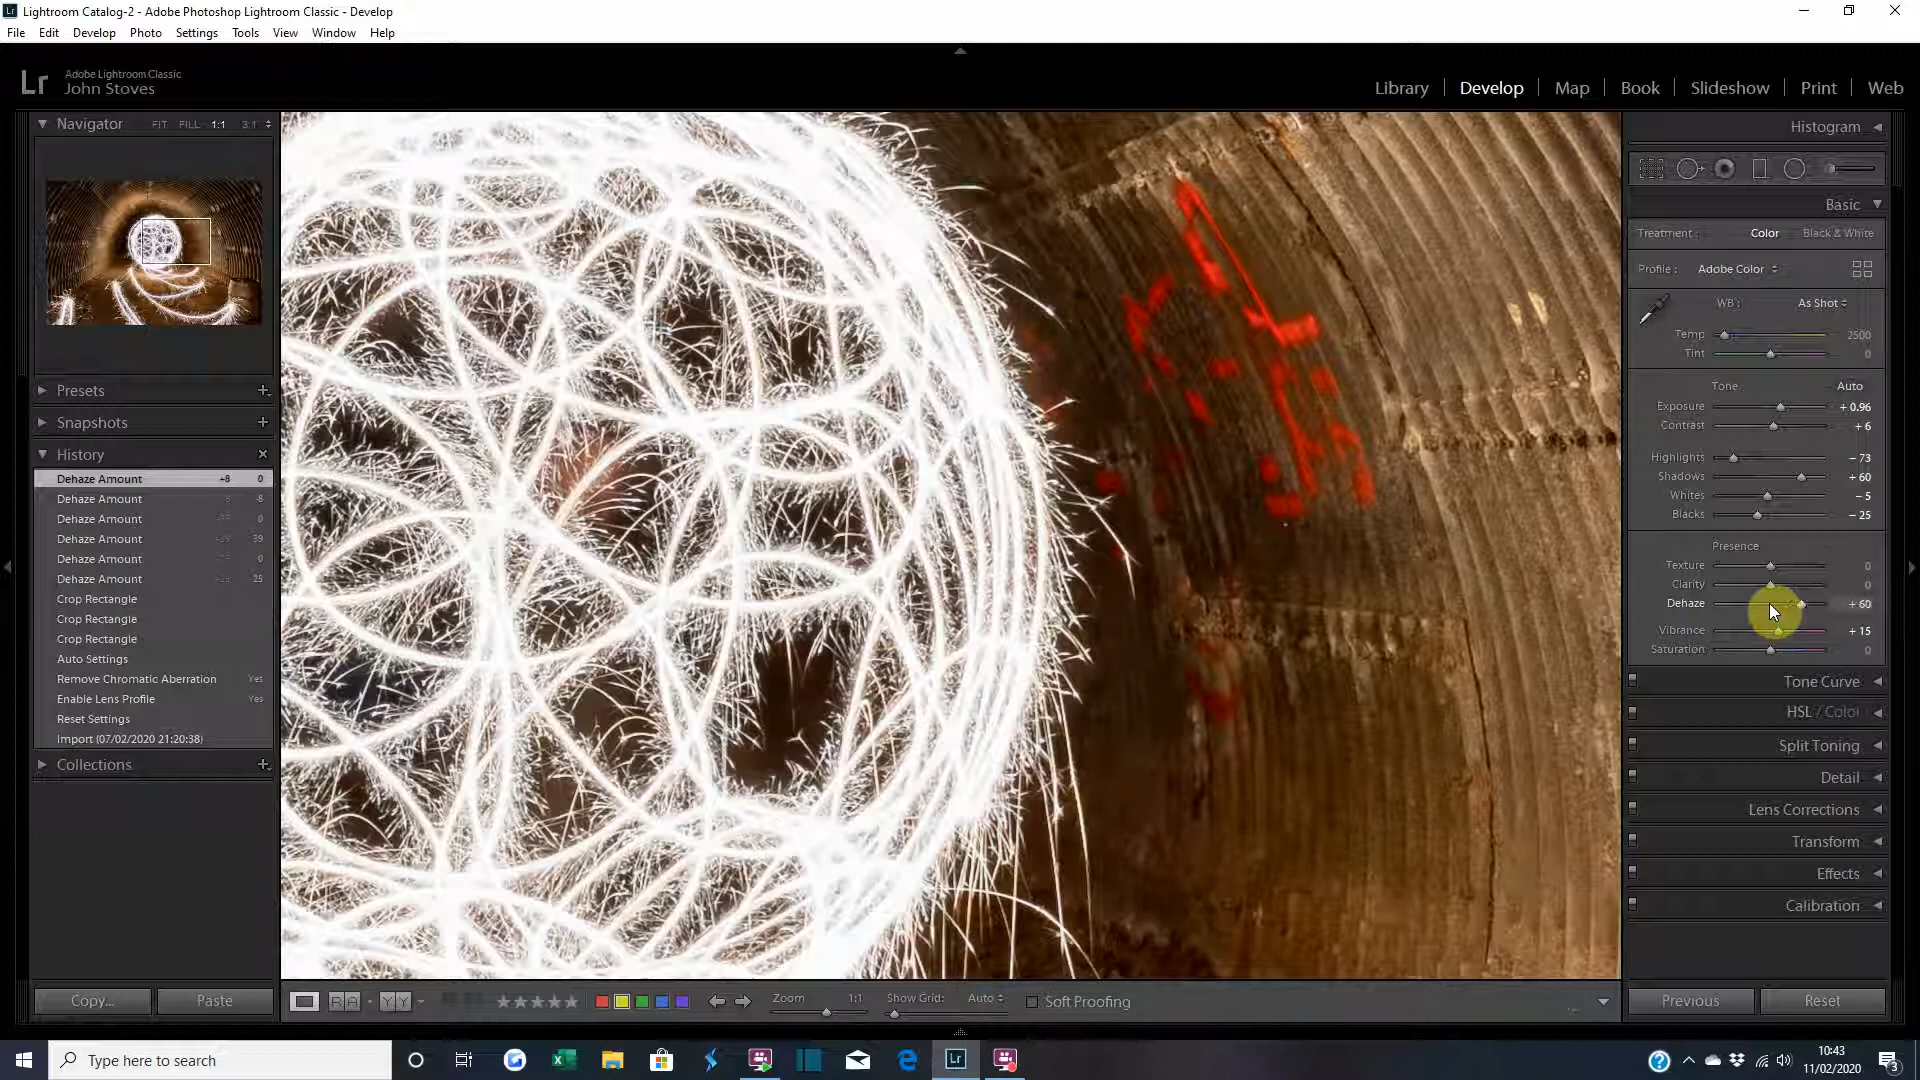 Lightroom Catalog-2 - Adobe Photoshop Lightroom Classic - Develop
File Edit Develop Photo Settings Tools View Window Help
Lr Adobe Lightroom Classic
John Stoves
Library Develop Map Book Slideshow Print Web
Navigator FIT FILL 1:1 3:1
Presets
Snapshots
History
Dehaze Amount +8 0
Dehaze Amount -8
Dehaze Amount 0
Dehaze Amount 39
Dehaze Amount 0
Dehaze Amount 25
Crop Rectangle
Crop Rectangle
Crop Rectangle
Auto Settings
Remove Chromatic Aberration Yes
Enable Lens Profile Yes
Reset Settings
Import (07/02/2020 21:20:38)
Collections
Copy... Paste
Histogram
Basic
Treatment : Color Black & White
Profile : Adobe Color
WB : As Shot
Temp 2500
Tint 0
Tone Auto
Exposure + 0.96
Contrast + 6
Highlights − 73
Shadows + 60
Whites − 5
Blacks − 25
Presence
Texture 0
Clarity 0
Dehaze + 60
Vibrance + 15
Saturation 0
Tone Curve
HSL / Color
Split Toning
Detail
Lens Corrections
Transform
Effects
Calibration
Previous Reset
R A Y Y Zoom 1:1 Show Grid: Auto Soft Proofing
Type here to search
Lr
10:43
11/02/2020
3